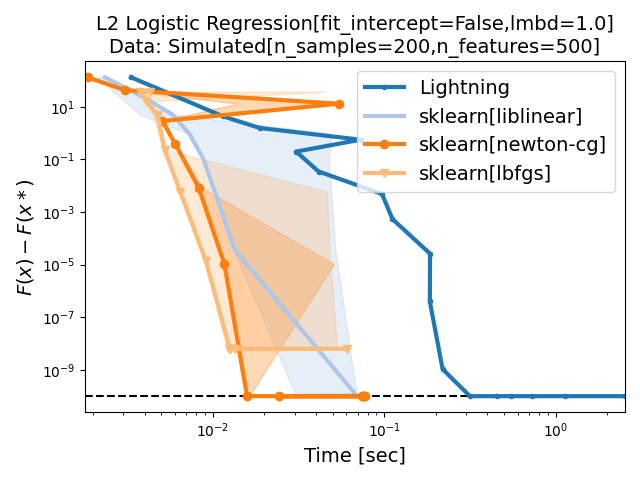 L2 Logistic Regression[fit_intercept=False,lmbd=1.0]
Data: Simulated[n_samples=200,n_features=500]
Lightning
sklearn[liblinear]
sklearn[newton-cg]
sklearn[lbfgs]
F(x) − F(x*)
10¹
10⁻¹
10⁻³
10⁻⁵
10⁻⁷
10⁻⁹
10⁻²
10⁻¹
10⁰
Time [sec]